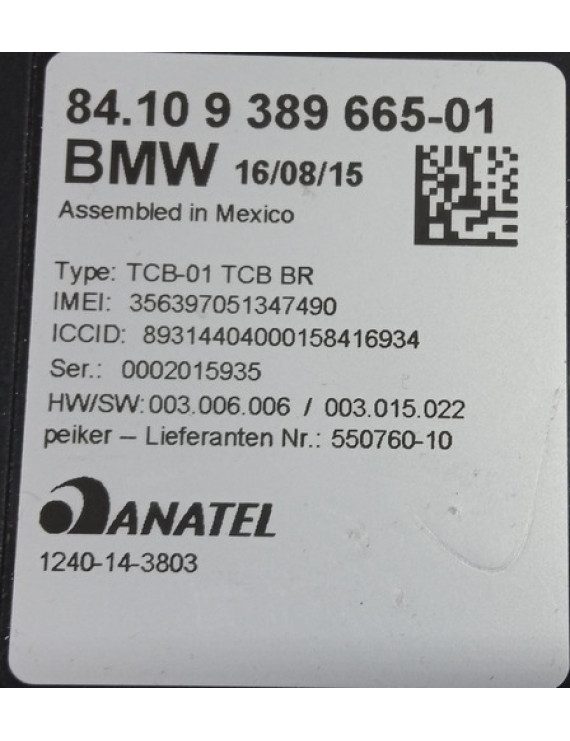 84.10 9 389 665-01
BMW 16/08/15
Assembled in Mexico
Type: TCB-01 TCB BR
IMEI: 356397051347490
ICCID: 89314404000158416934
Ser.: 0002015935
HW/SW: 003.006.006 / 003.015.022
peiker – Lieferanten Nr.: 550760-10
ANATEL
1240-14-3803